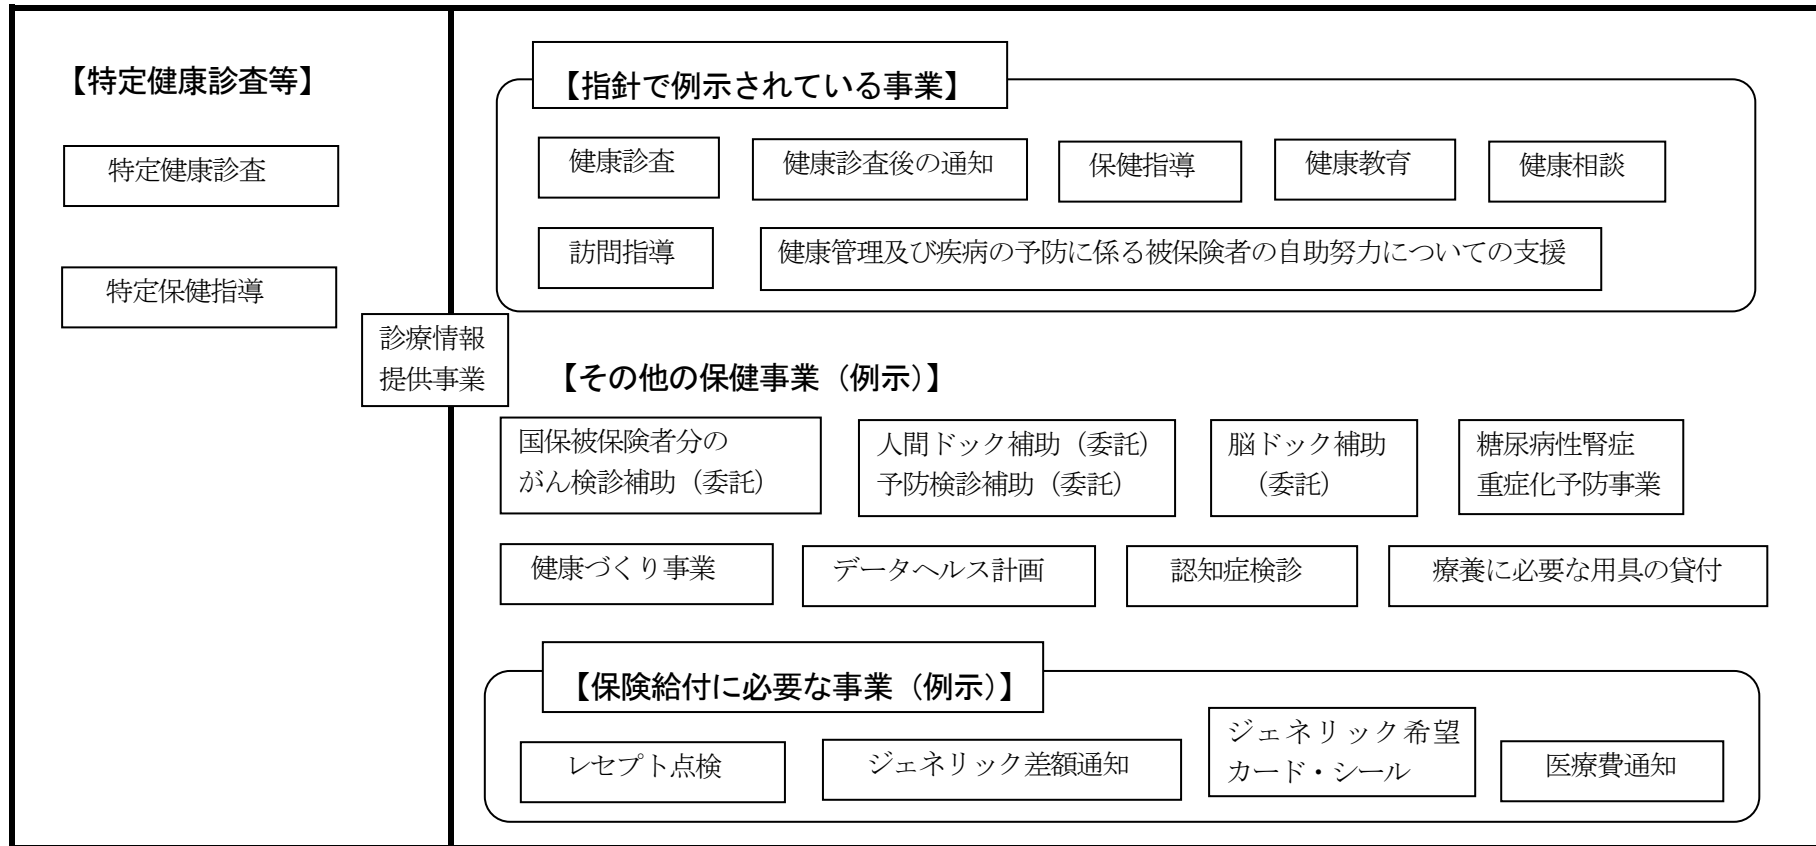 【特定健康診査等】
特定健康診査
特定保健指導
診療情報
提供事業
【指針で例示されている事業】
健康診査
健康診査後の通知
保健指導
健康教育
健康相談
訪問指導
健康管理及び疾病の予防に係る被保険者の自助努力についての支援
【その他の保健事業（例示）】
国保被保険者分の
がん検診補助（委託）
人間ドック補助（委託）
予防検診補助（委託）
脳ドック補助
（委託）
糖尿病性腎症
重症化予防事業
健康づくり事業
データヘルス計画
認知症検診
療養に必要な用具の貸付
【保険給付に必要な事業（例示）】
レセプト点検
ジェネリック差額通知
ジェネリック希望
カード・シール
医療費通知